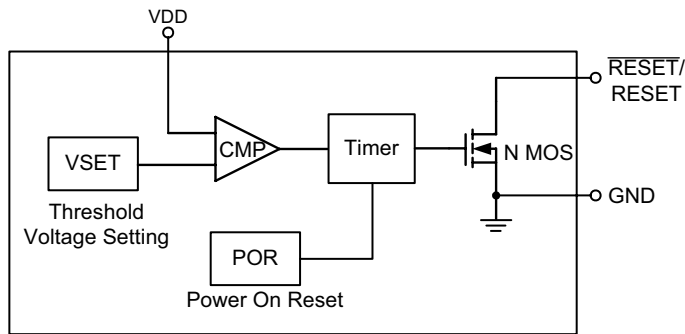 VDD
RESET/
RESET
VSET
CMP
Timer
N MOS
GND
Threshold
Voltage Setting
POR
Power On Reset